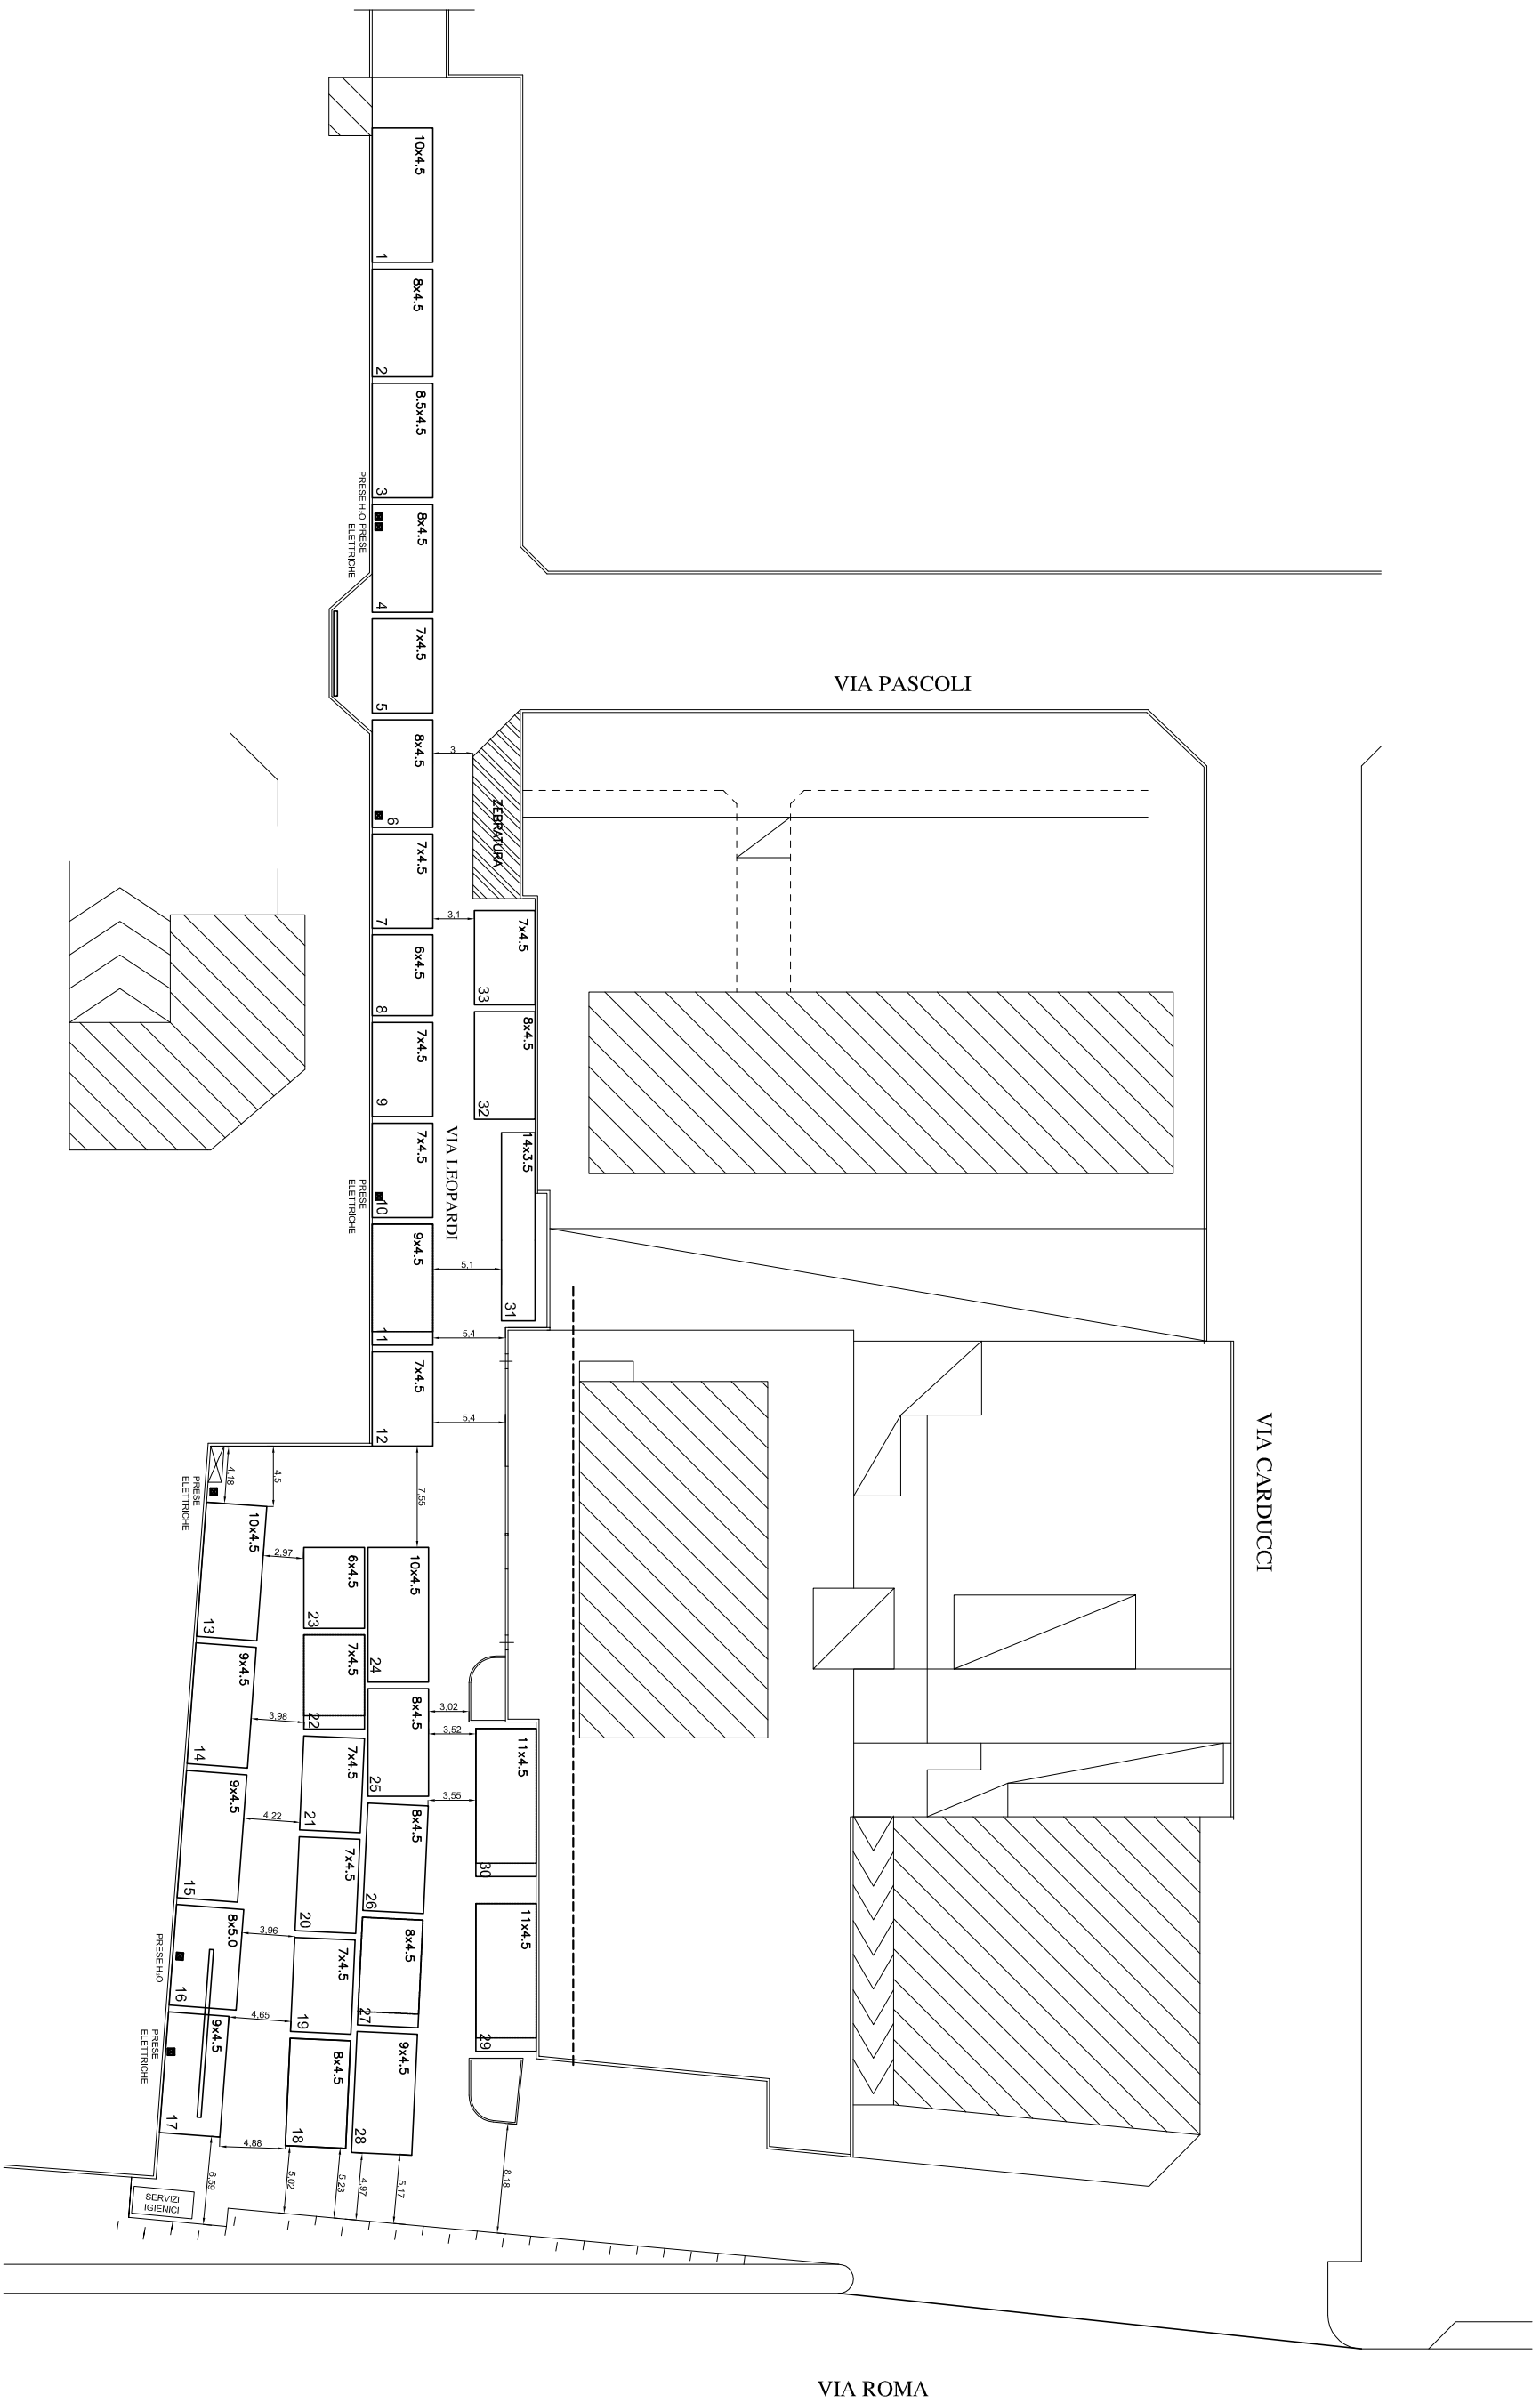 10x4.5
1
8x4.5
2
8.5x4.5
3
PRESE H2O PRESE
ELETTRICHE
8x4.5
4
7x4.5
5
VIA PASCOLI
8x4.5
6
3
ZEBRATURA
7x4.5
7
3.1
7x4.5
33
6x4.5
8
7x4.5
9
8x4.5
32
VIA LEOPARDI
7x4.5
10
14x3.5
31
PRESE
ELETTRICHE
9x4.5
11
5.1
5.4
7x4.5
12
5.4
VIA CARDUCCI
4.18
4.5
7.55
PRESE
ELETTRICHE
10x4.5
13
2.97
6x4.5
23
10x4.5
24
9x4.5
14
3.98
7x4.5
22
8x4.5
25
3.02
3.52
11x4.5
30
9x4.5
15
4.22
7x4.5
21
8x4.5
26
3.55
7x4.5
20
8x5.0
16
3.96
7x4.5
19
8x4.5
27
11x4.5
29
PRESE H2O
9x4.5
17
4.65
8x4.5
18
9x4.5
28
PRESE
ELETTRICHE
4.88
6.59
5.02
5.23
4.97
5.17
8.18
SERVIZI
IGIENICI
VIA ROMA